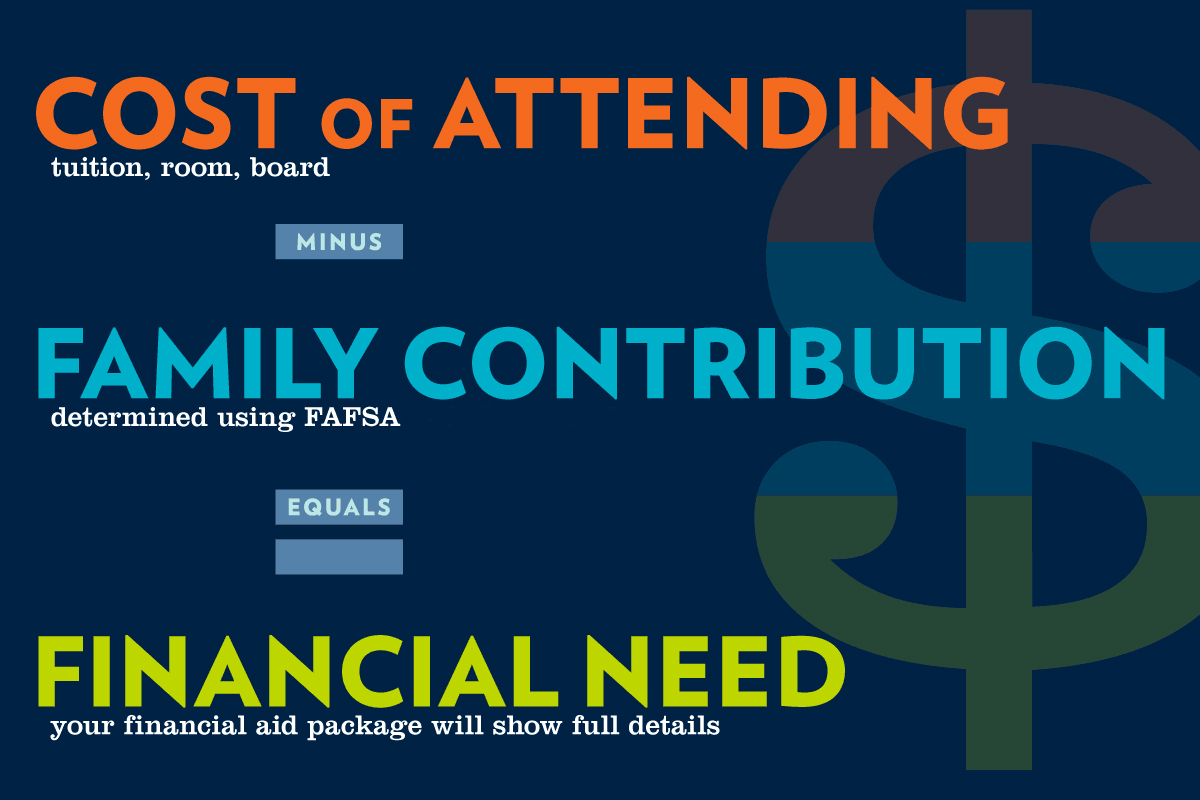 COST OF ATTENDING
tuition, room, board
MINUS
FAMILY CONTRIBUTION
determined using FAFSA
EQUALS
FINANCIAL NEED
your financial aid package will show full details